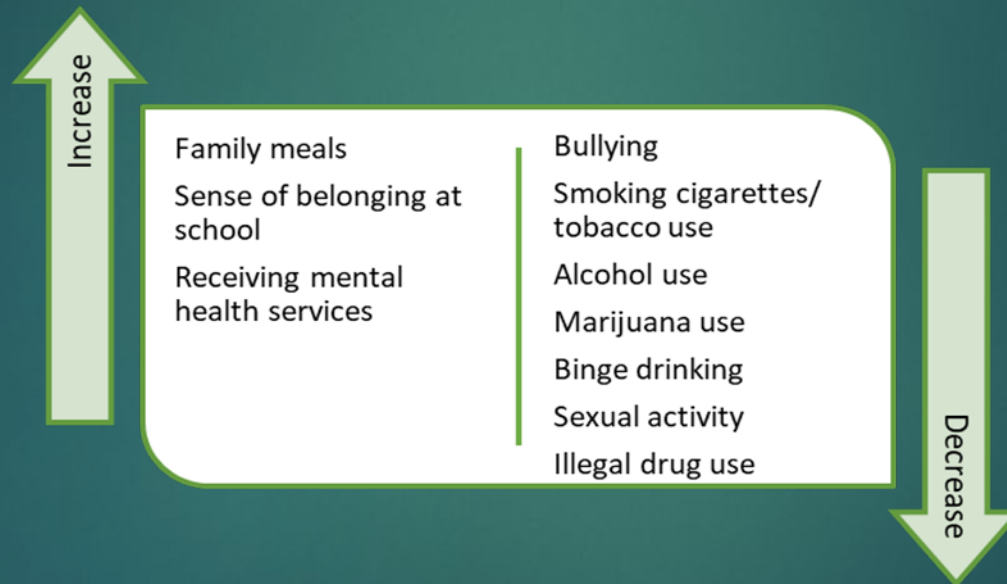 Increase
Family meals
Sense of belonging at
school
Receiving mental
health services
Bullying
Smoking cigarettes/
tobacco use
Alcohol use
Marijuana use
Binge drinking
Sexual activity
Illegal drug use
Decrease